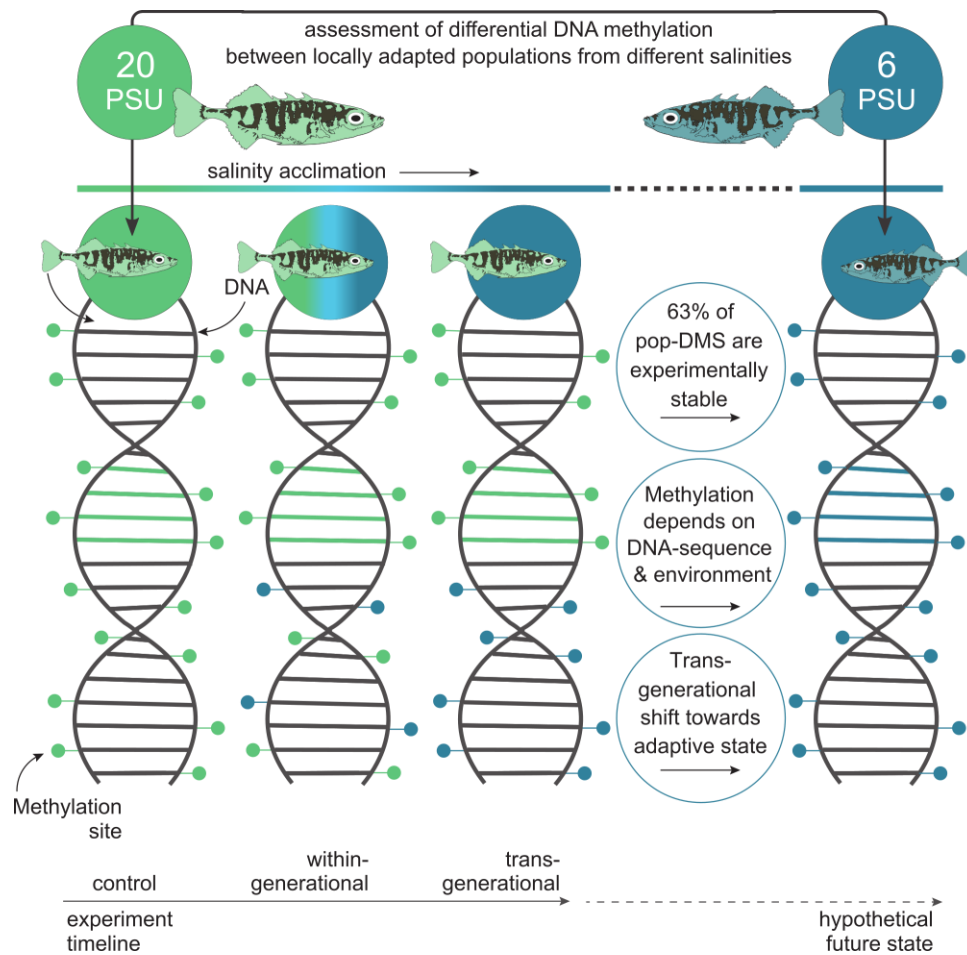 assessment of differential DNA methylation
between locally adapted populations from different salinities
20
PSU
6
PSU
salinity acclimation
DNA
63% of
pop-DMS are
experimentally
stable
Methylation
depends on
DNA-sequence
& environment
Trans-
generational
shift towards
adaptive state
Methylation
site
control
within-
generational
trans-
generational
experiment
timeline
hypothetical
future state